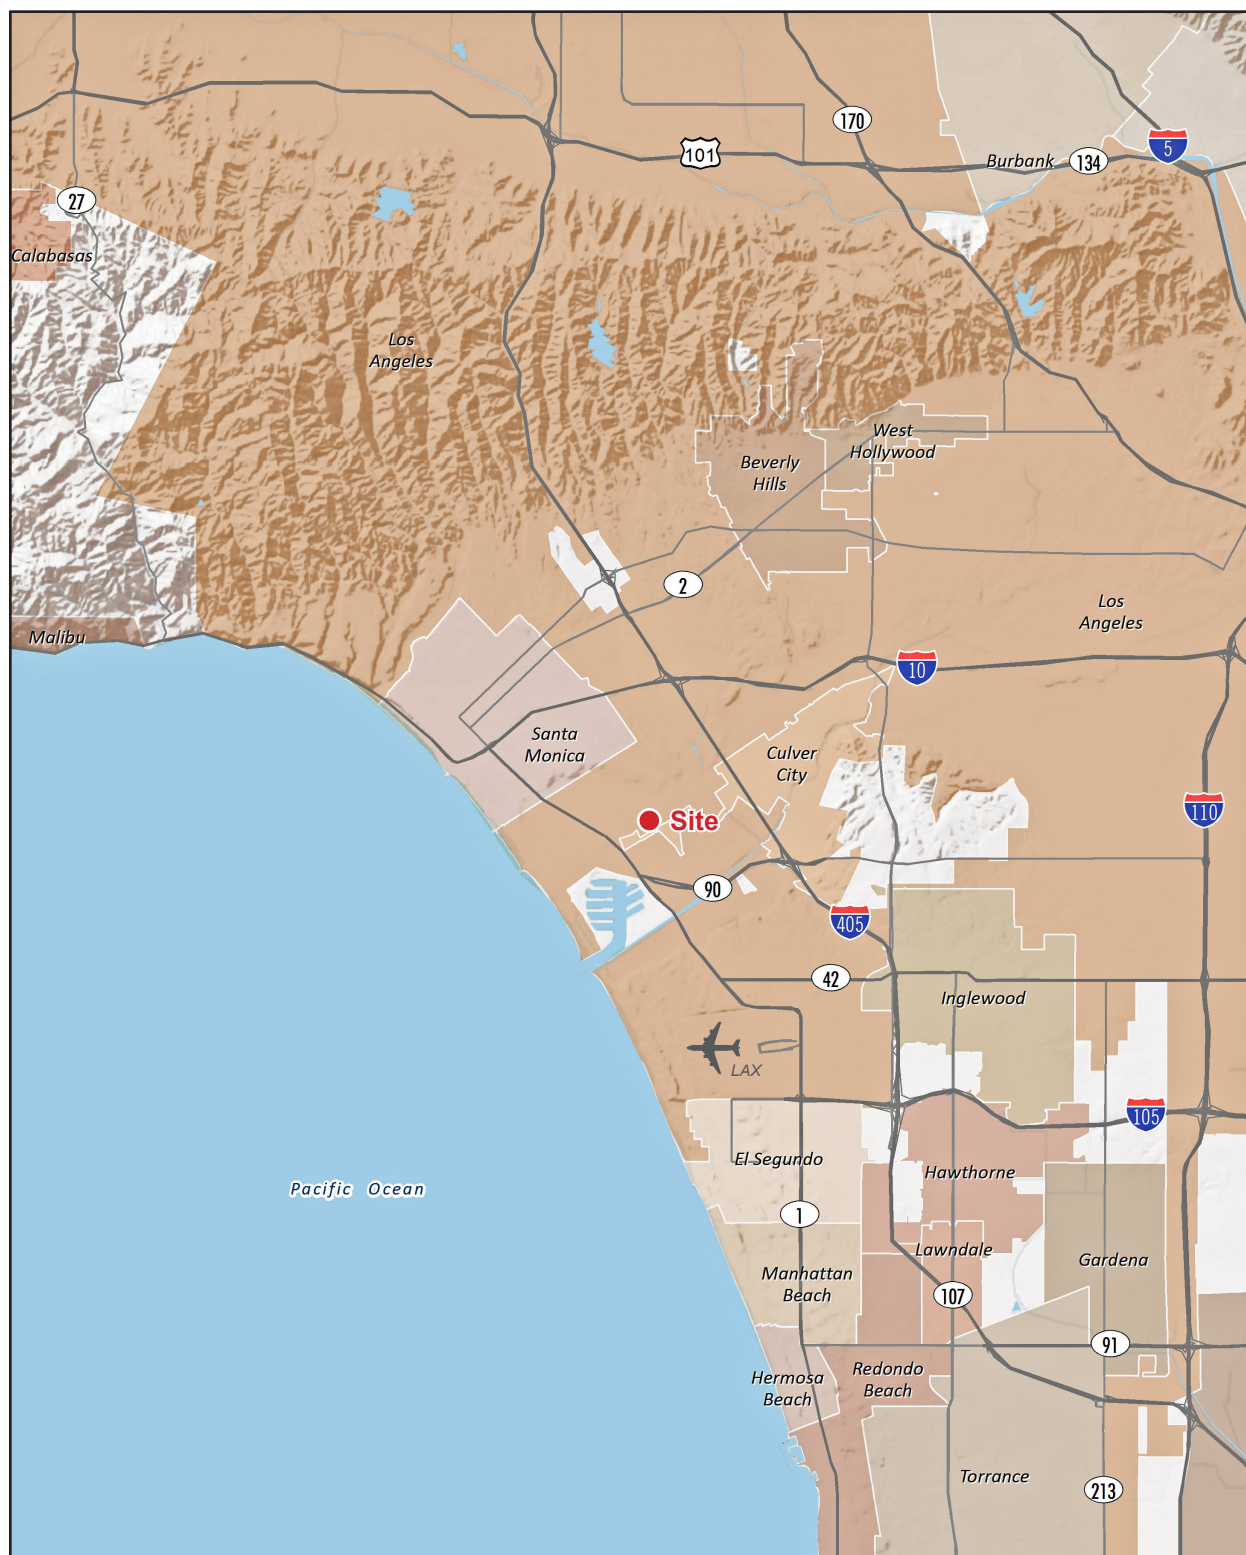 170
101
5
Burbank
134
27
Calabasas
Los
Angeles
West
Hollywood
Beverly
Hills
2
Los
Angeles
Malibu
10
Santa
Monica
Culver
City
110
Site
90
405
42
Inglewood
LAX
105
El Segundo
Hawthorne
Pacific Ocean
1
Lawndale
Gardena
Manhattan
Beach
107
91
Redondo
Beach
Hermosa
Beach
Torrance
213